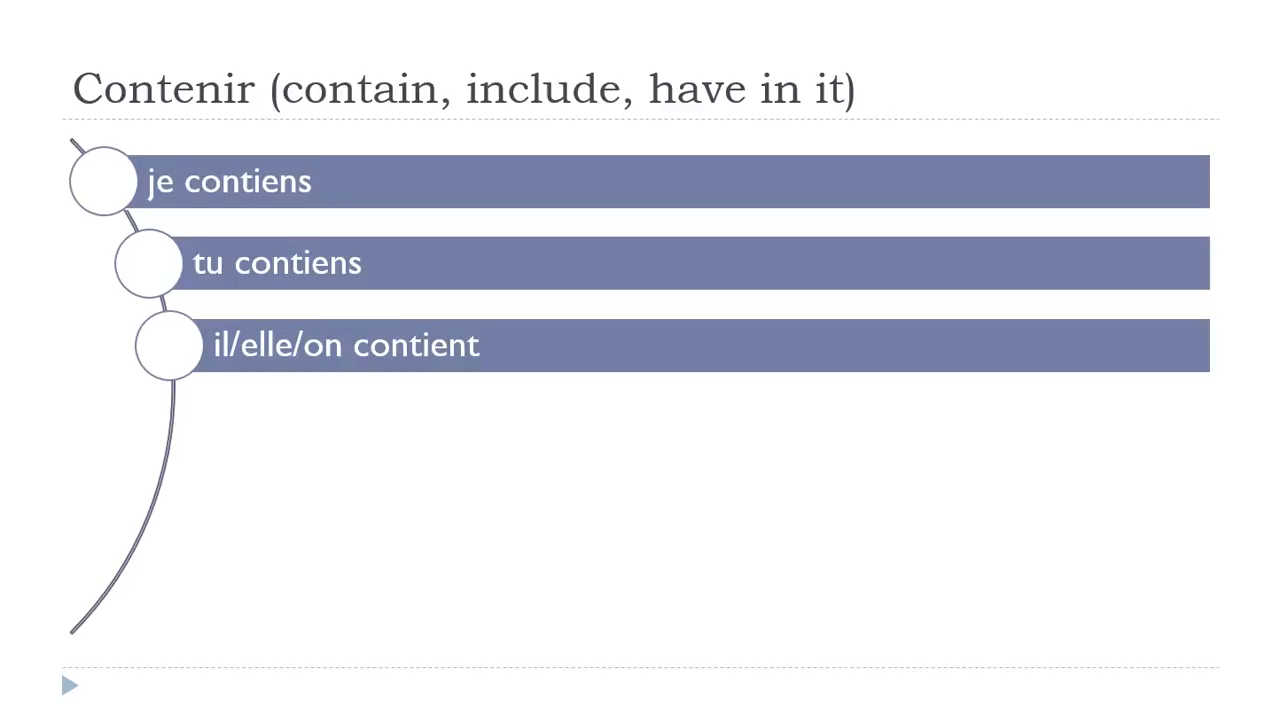 Contenir (contain, include, have in it)
je contiens
tu contiens
il/elle/on contient